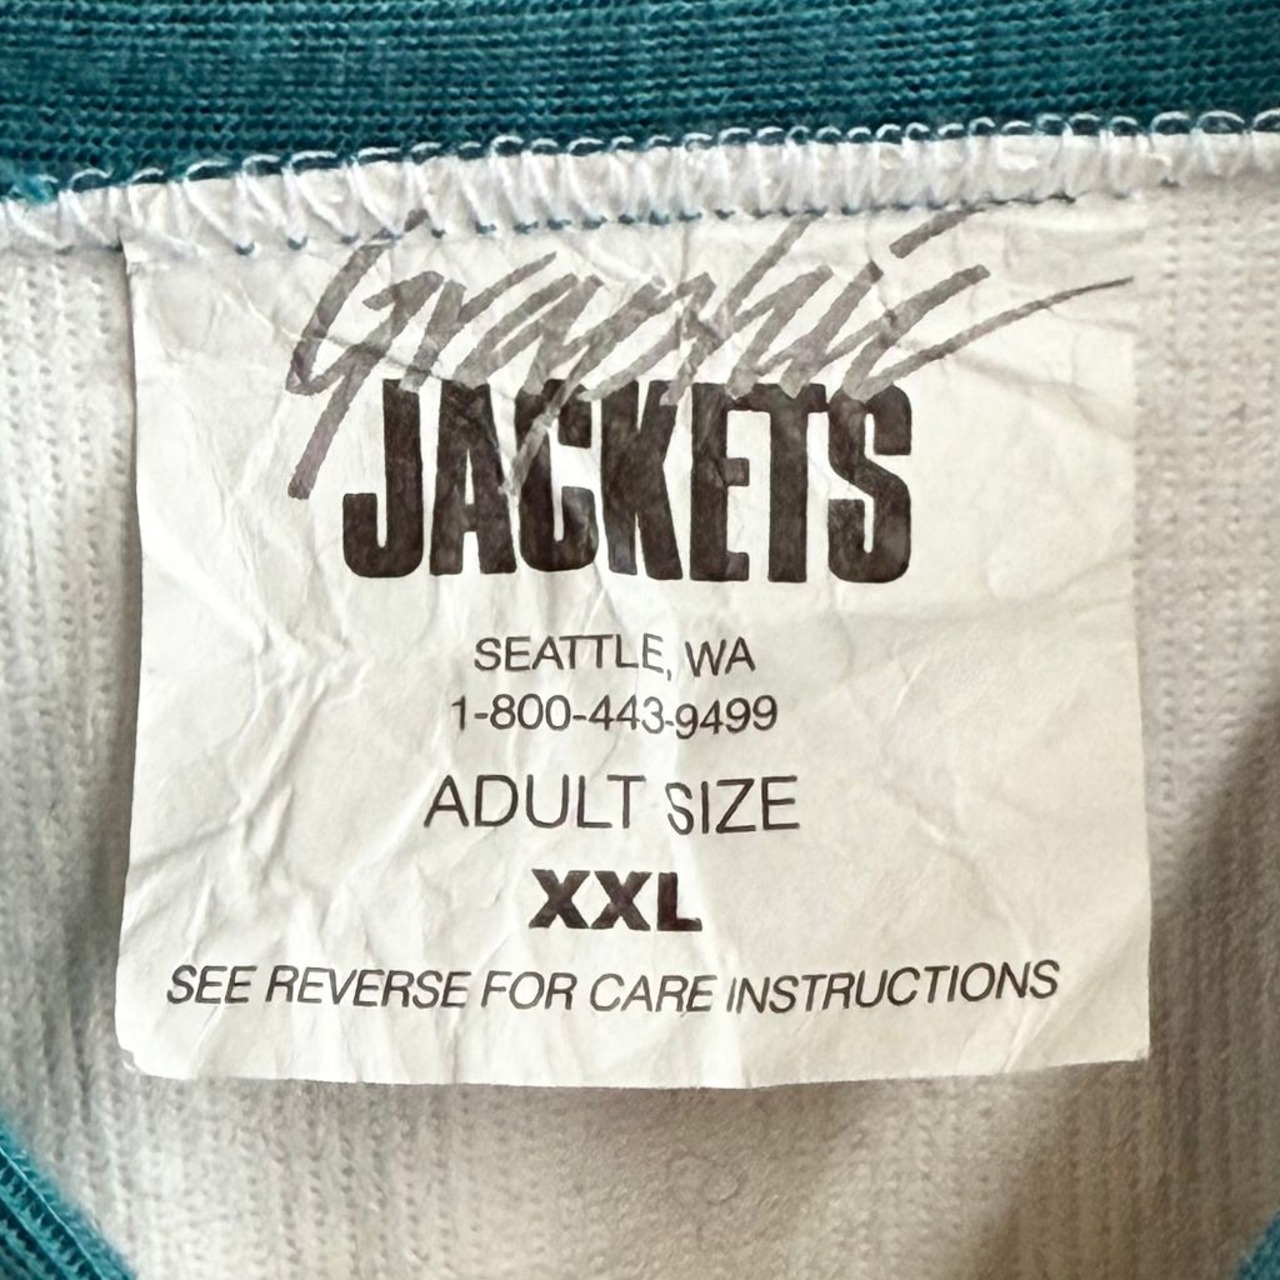 Graphic
JACKETS
SEATTLE, WA
1-800-443-9499
ADULT SIZE
XXL
SEE REVERSE FOR CARE INSTRUCTIONS